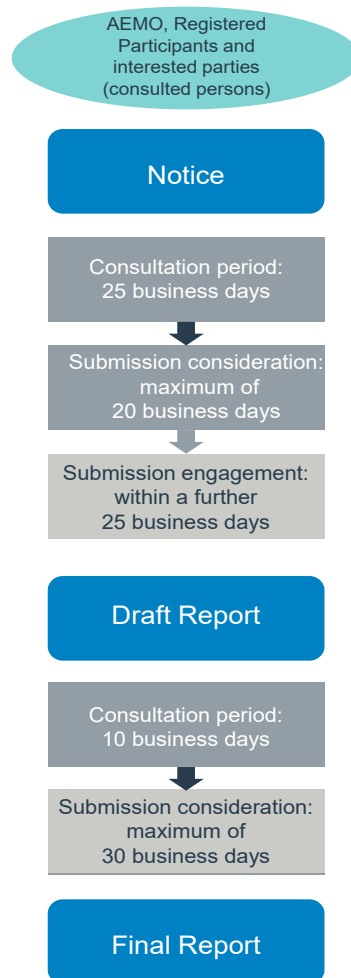 AEMO, Registered
Participants and
interested parties
(consulted persons)
Notice
Consultation period:
25 business days
Submission consideration:
maximum of
20 business days
Submission engagement:
within a further
25 business days
Draft Report
Consultation period:
10 business days
Submission consideration:
maximum of
30 business days
Final Report